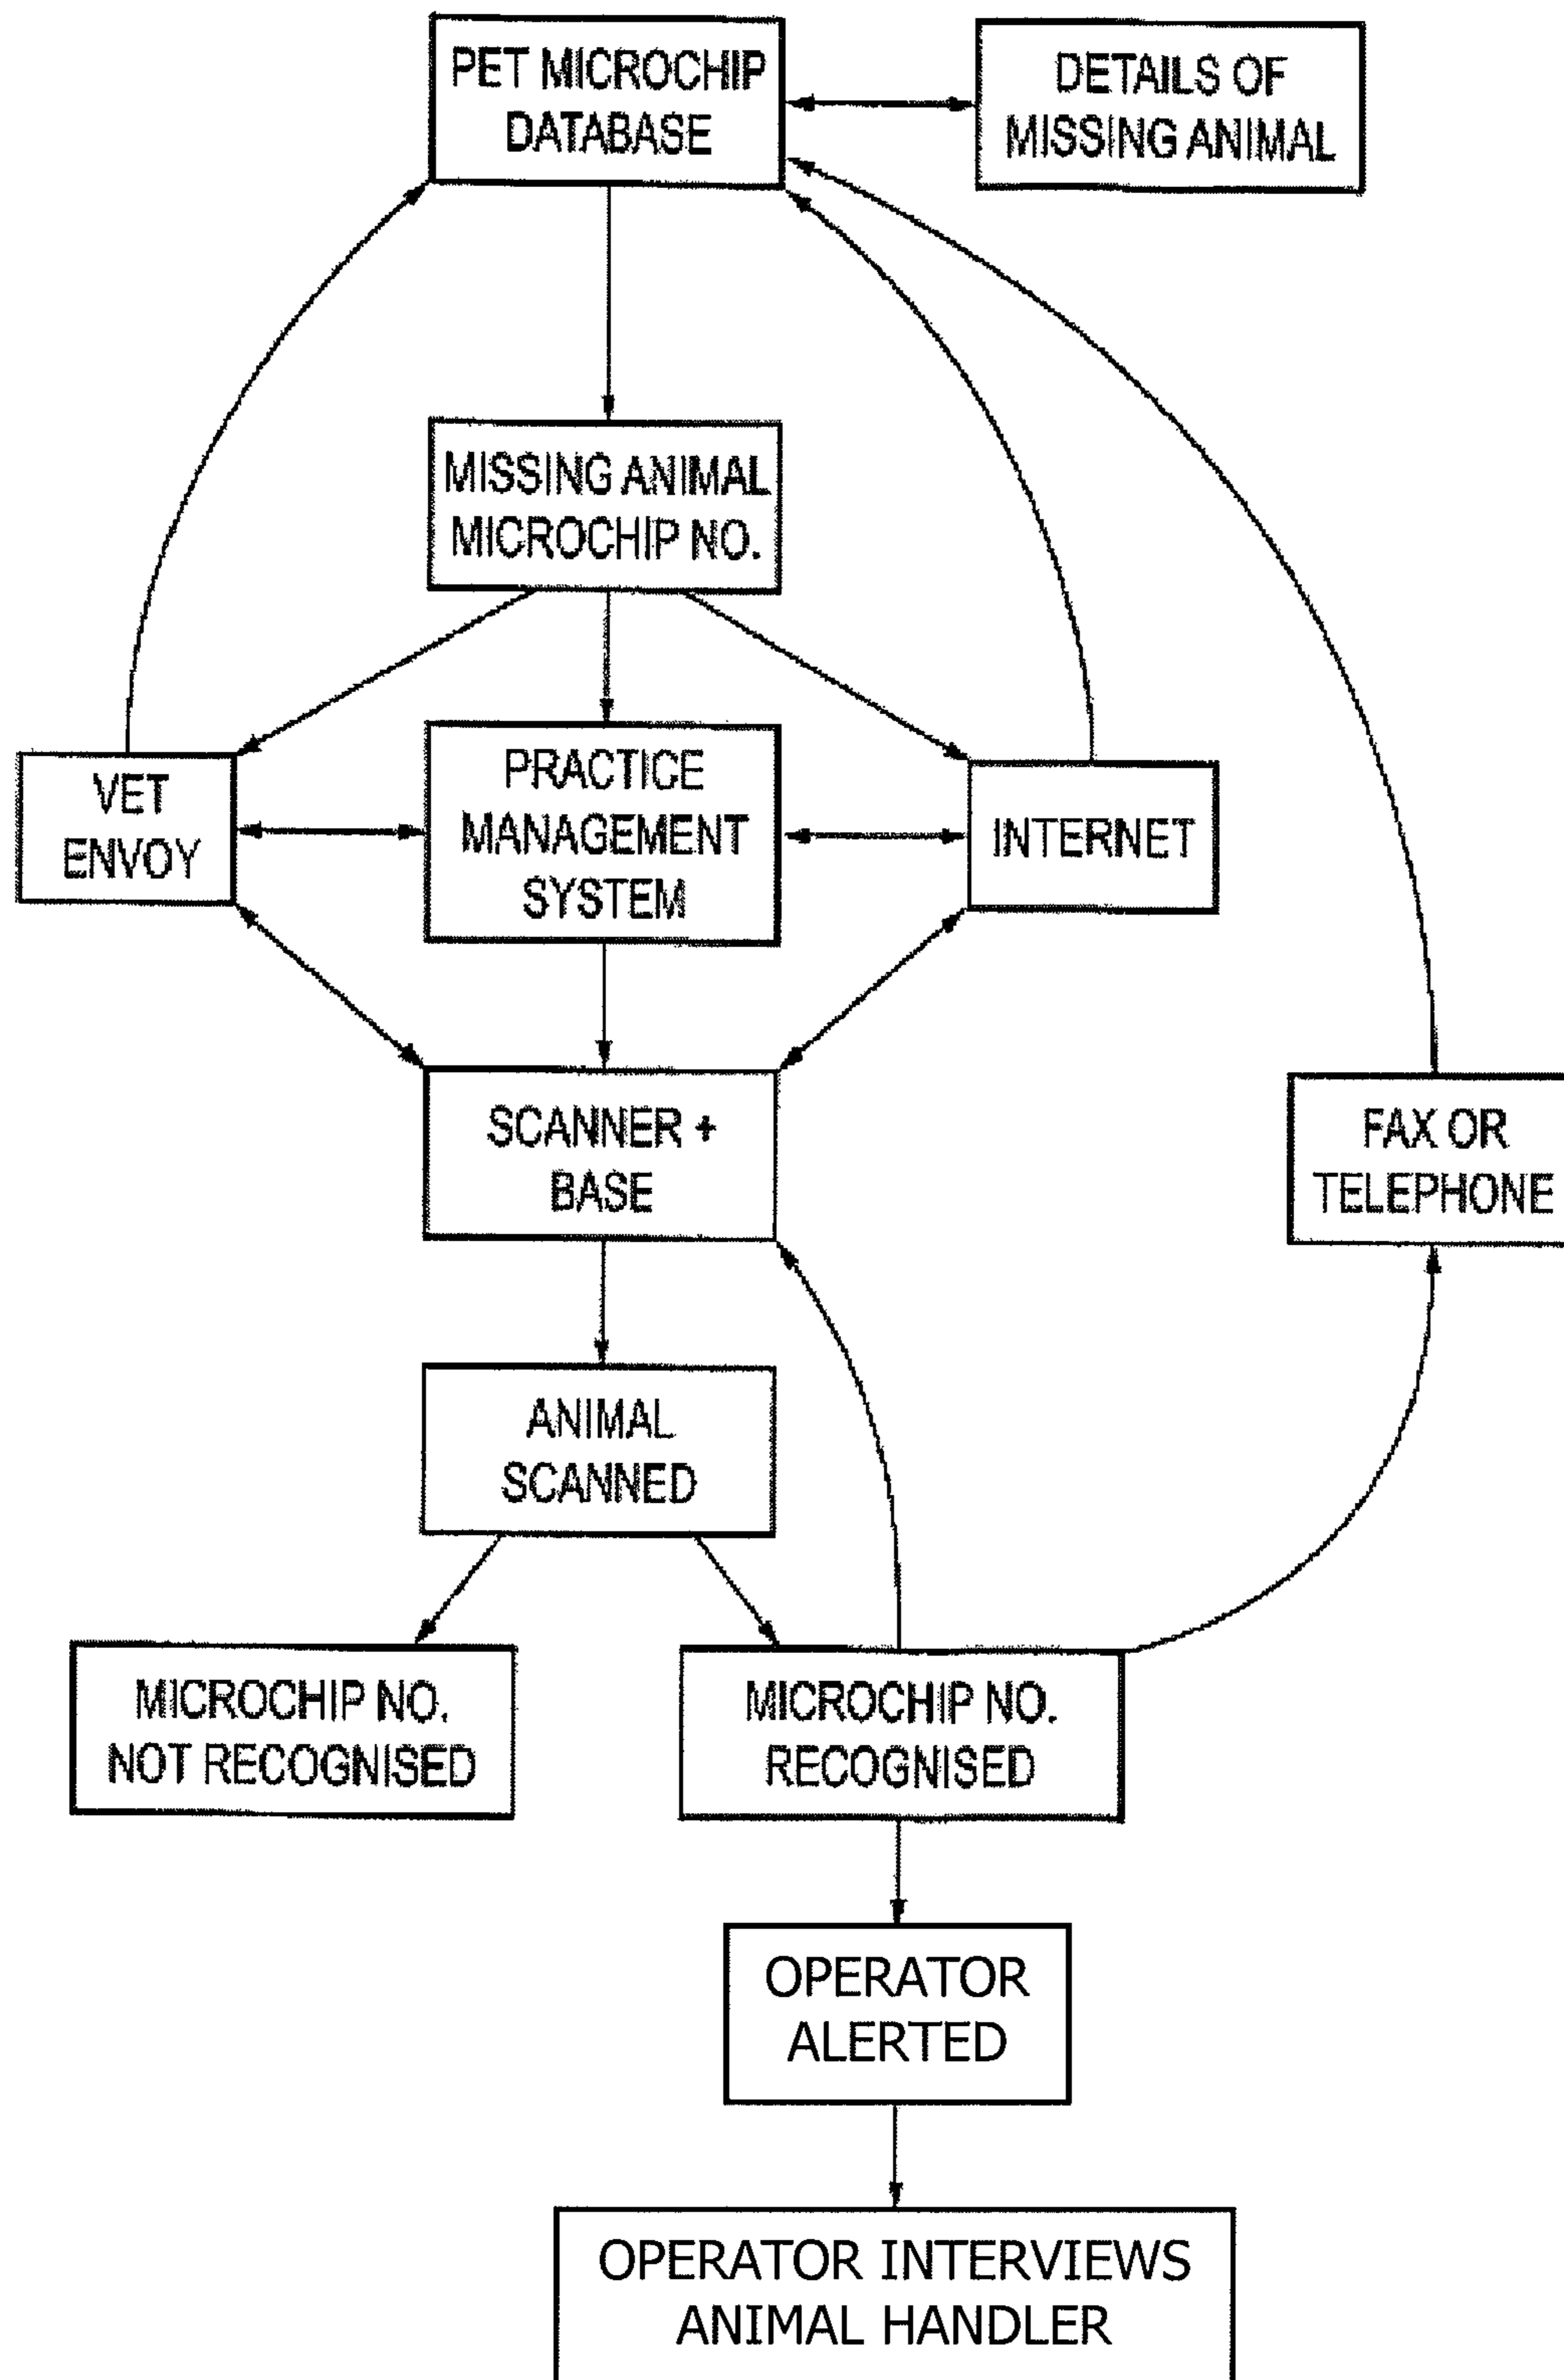 PET MICROCHIP
DATABASE
DETAILS OF
MISSING ANIMAL
MISSING ANIMAL
MICROCHIP NO.
VET
ENVOY
PRACTICE
MANAGEMENT
SYSTEM
INTERNET
SCANNER +
BASE
FAX OR
TELEPHONE
ANIMAL
SCANNED
MICROCHIP NO.
NOT RECOGNISED
MICROCHIP NO.
RECOGNISED
OPERATOR
ALERTED
OPERATOR INTERVIEWS
ANIMAL HANDLER